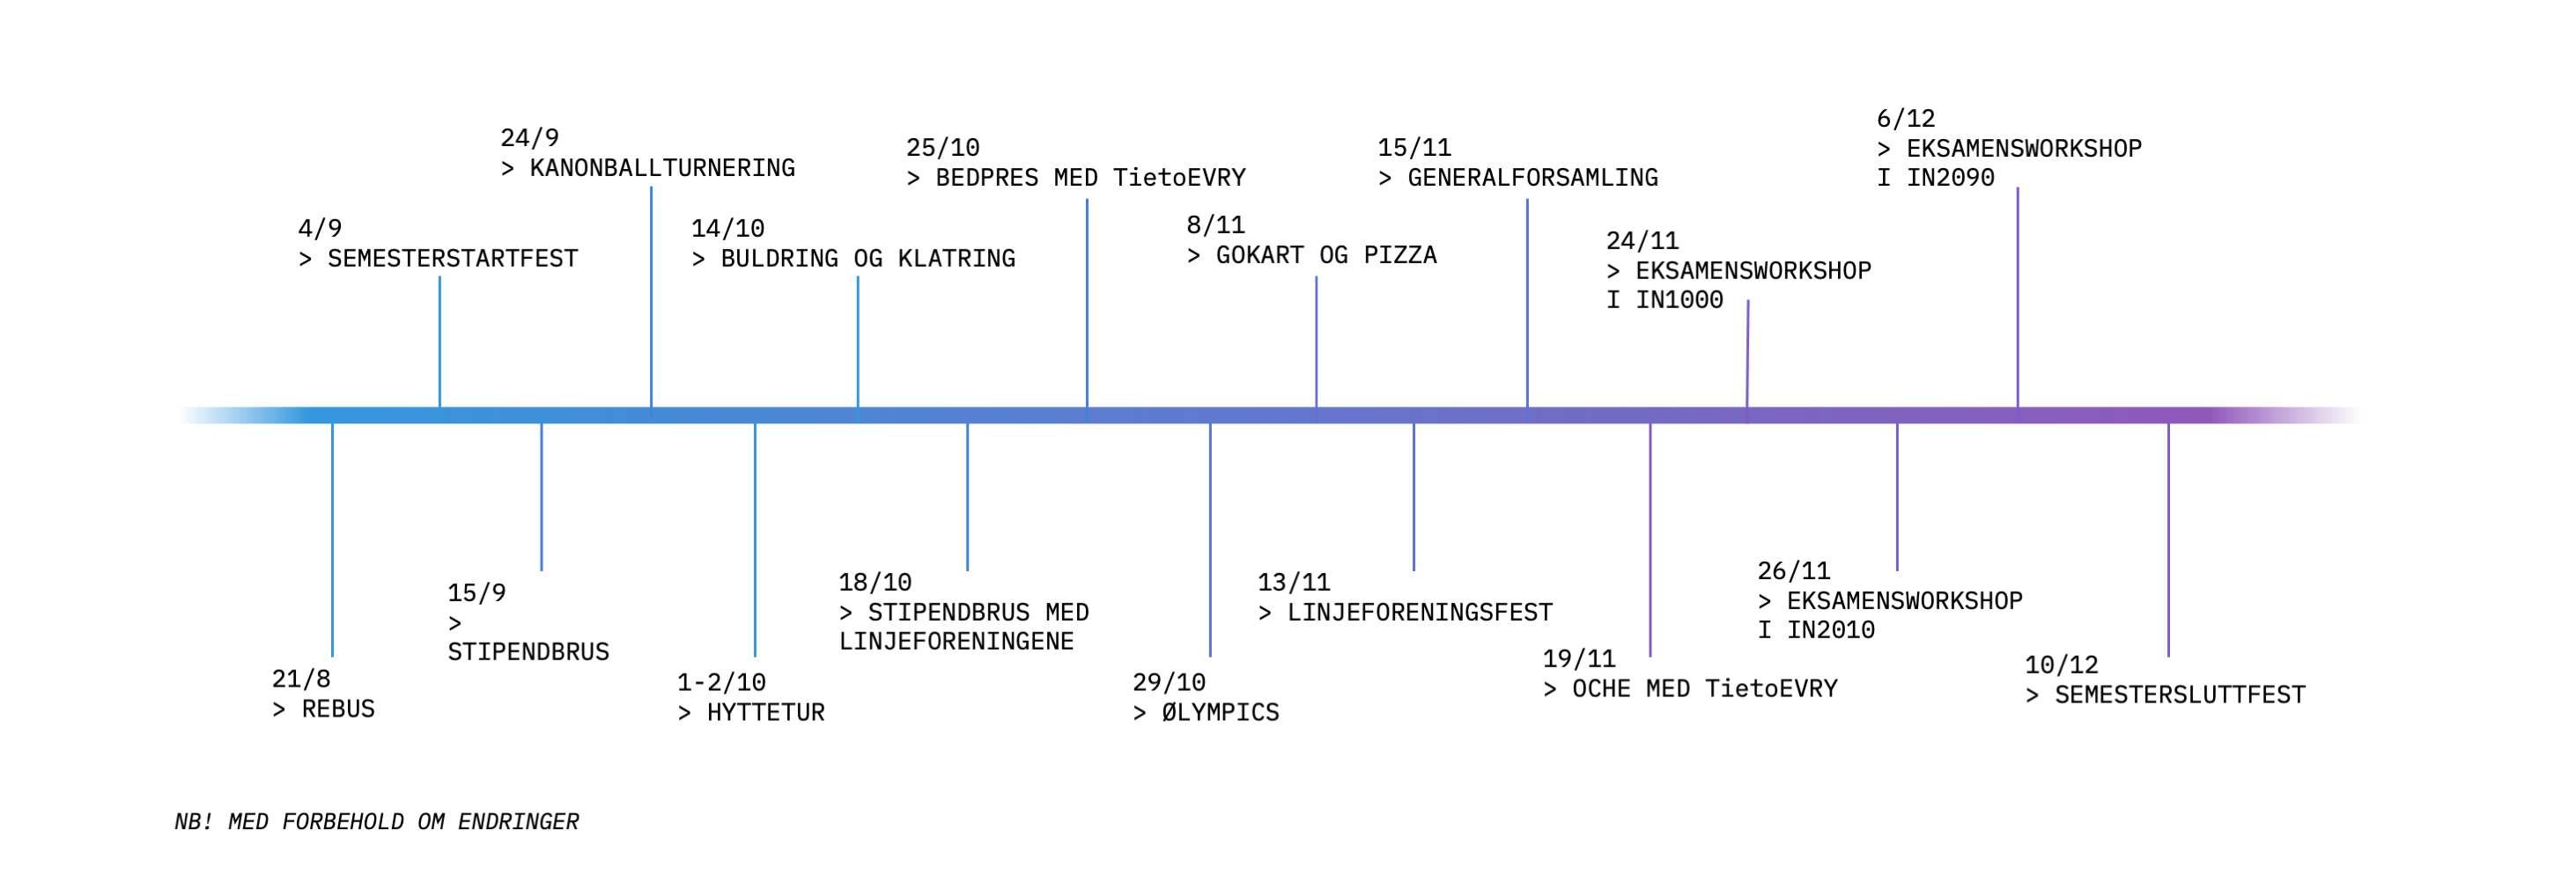 24/9
> KANONBALLTURNERING
25/10
> BEDPRES MED TietoEVRY
15/11
> GENERALFORSAMLING
6/12
> EKSAMENSWORKSHOP
I IN2090
4/9
> SEMESTERSTARTFEST
14/10
> BULDRING OG KLATRING
8/11
> GOKART OG PIZZA
24/11
> EKSAMENSWORKSHOP
I IN1000
21/8
> REBUS
15/9
>
STIPENDBRUS
1-2/10
> HYTTETUR
18/10
> STIPENDBRUS MED
LINJEFORENINGENE
29/10
> ØLYMPICS
13/11
> LINJEFORENINGSFEST
19/11
> OCHE MED TietoEVRY
26/11
> EKSAMENSWORKSHOP
I IN2010
10/12
> SEMESTERSLUTTFEST
NB! MED FORBEHOLD OM ENDRINGER